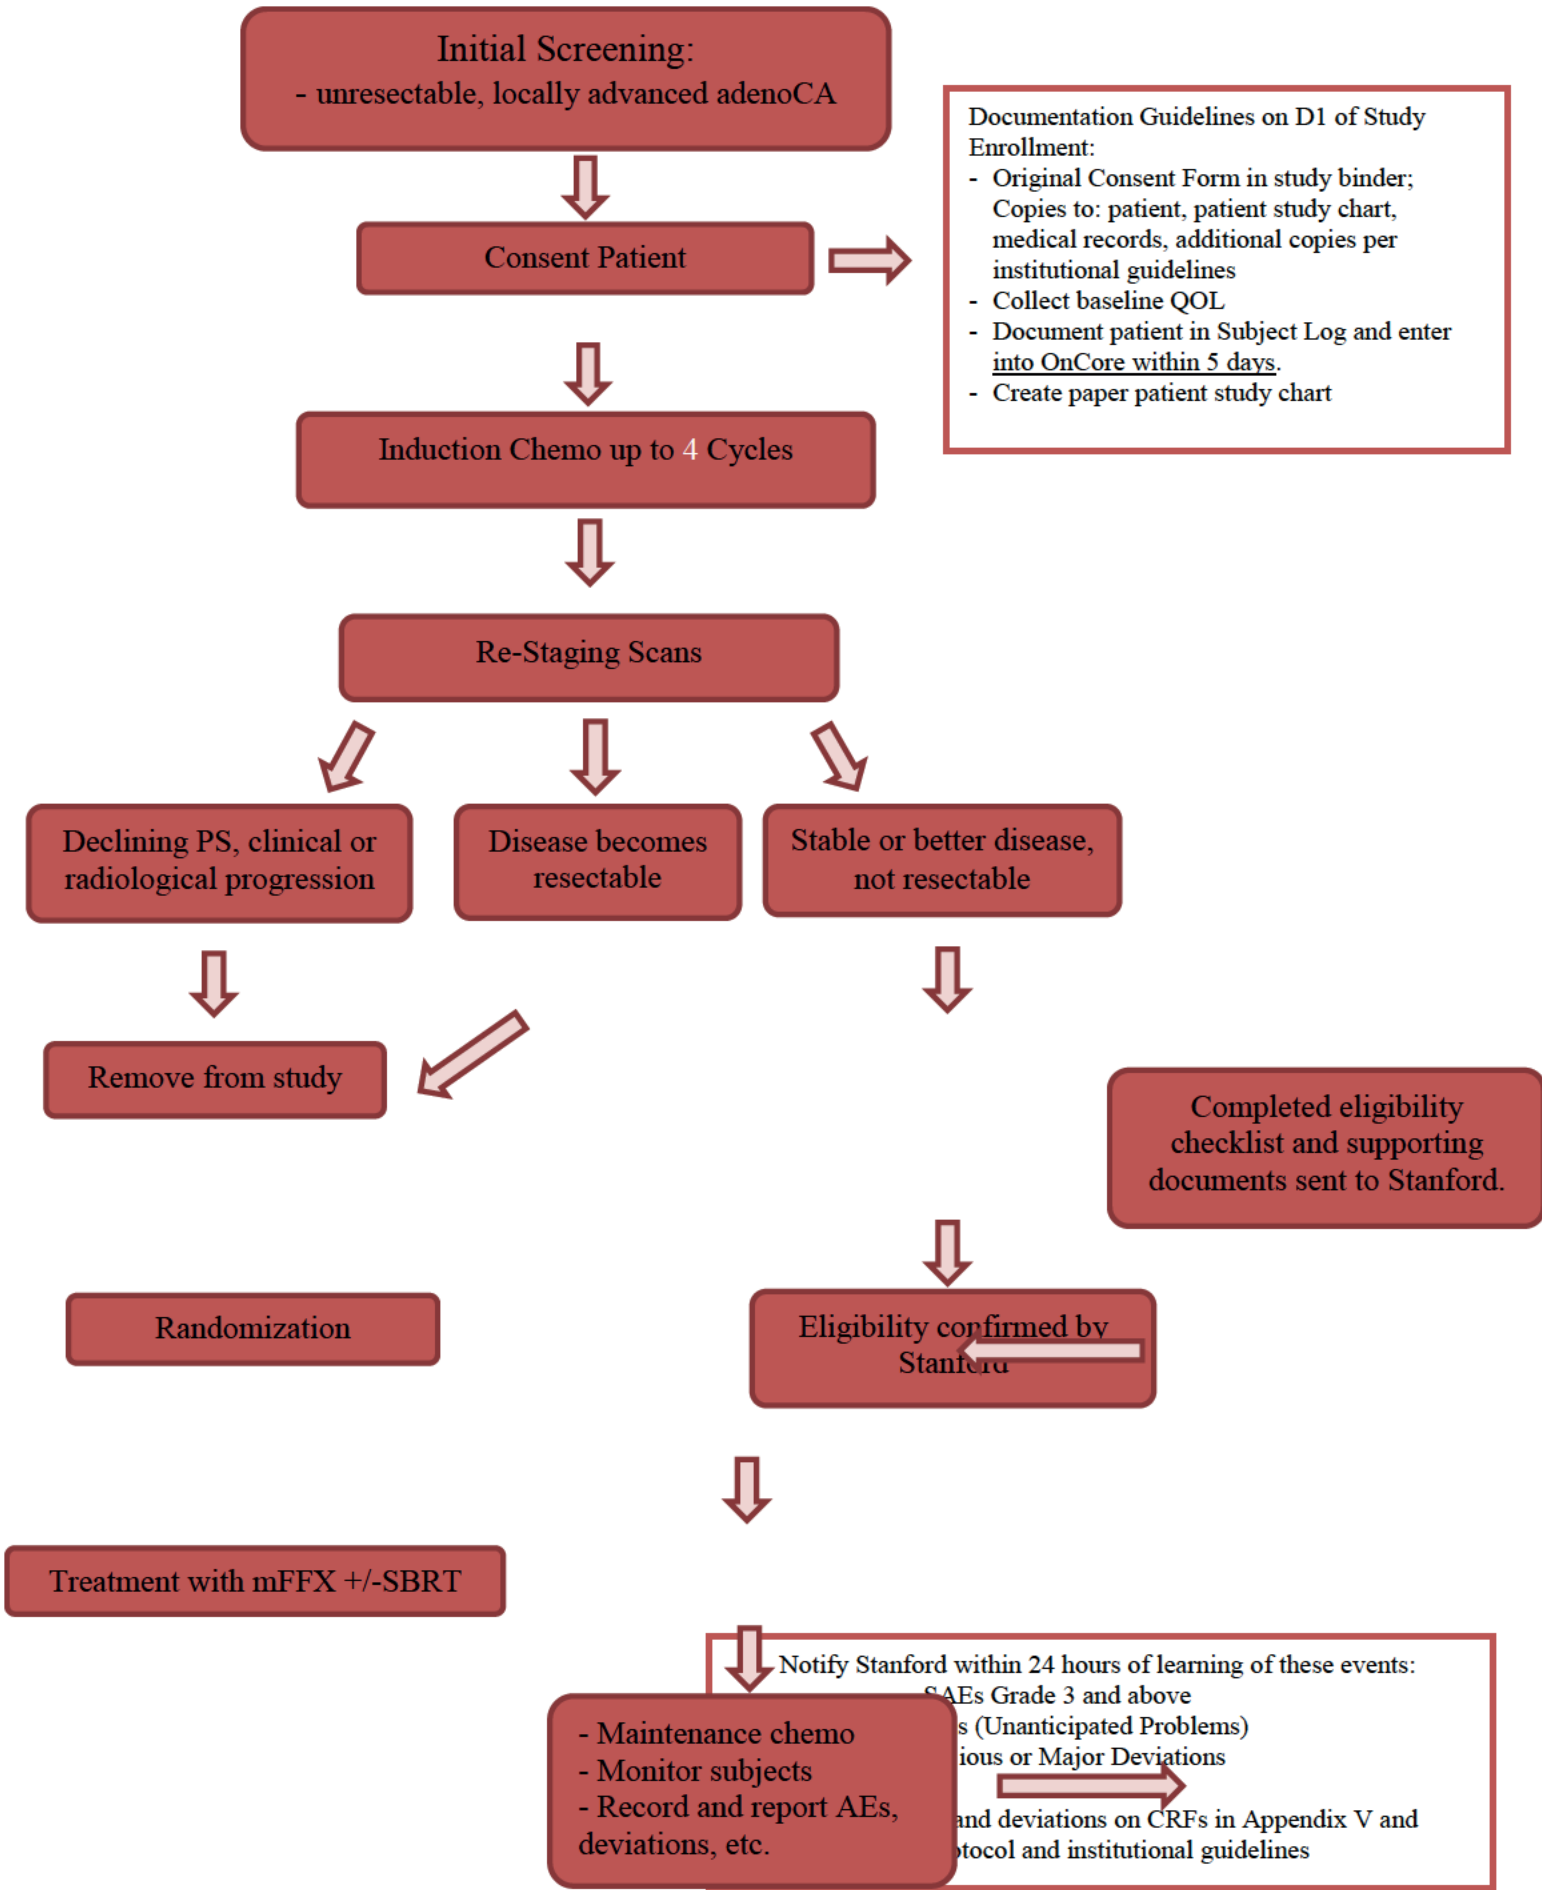 Initial Screening:
- unresectable, locally advanced adenoCA
Documentation Guidelines on D1 of Study
Enrollment:
- Original Consent Form in study binder;
Copies to: patient, patient study chart,
medical records, additional copies per
institutional guidelines
- Collect baseline QOL
- Document patient in Subject Log and enter
into OnCore within 5 days.
- Create paper patient study chart
Consent Patient
Induction Chemo up to 4 Cycles
Re-Staging Scans
Declining PS, clinical or
radiological progression
Disease becomes
resectable
Stable or better disease,
not resectable
Remove from study
Completed eligibility
checklist and supporting
documents sent to Stanford.
Randomization
Eligibility confirmed by
Stanford
Treatment with mFFX +/-SBRT
Notify Stanford within 24 hours of learning of these events:
SAEs Grade 3 and above
(Unanticipated Problems)
or Major Deviations
and deviations on CRFs in Appendix V and
and institutional guidelines
- Maintenance chemo
- Monitor subjects
- Record and report AEs,
deviations, etc.